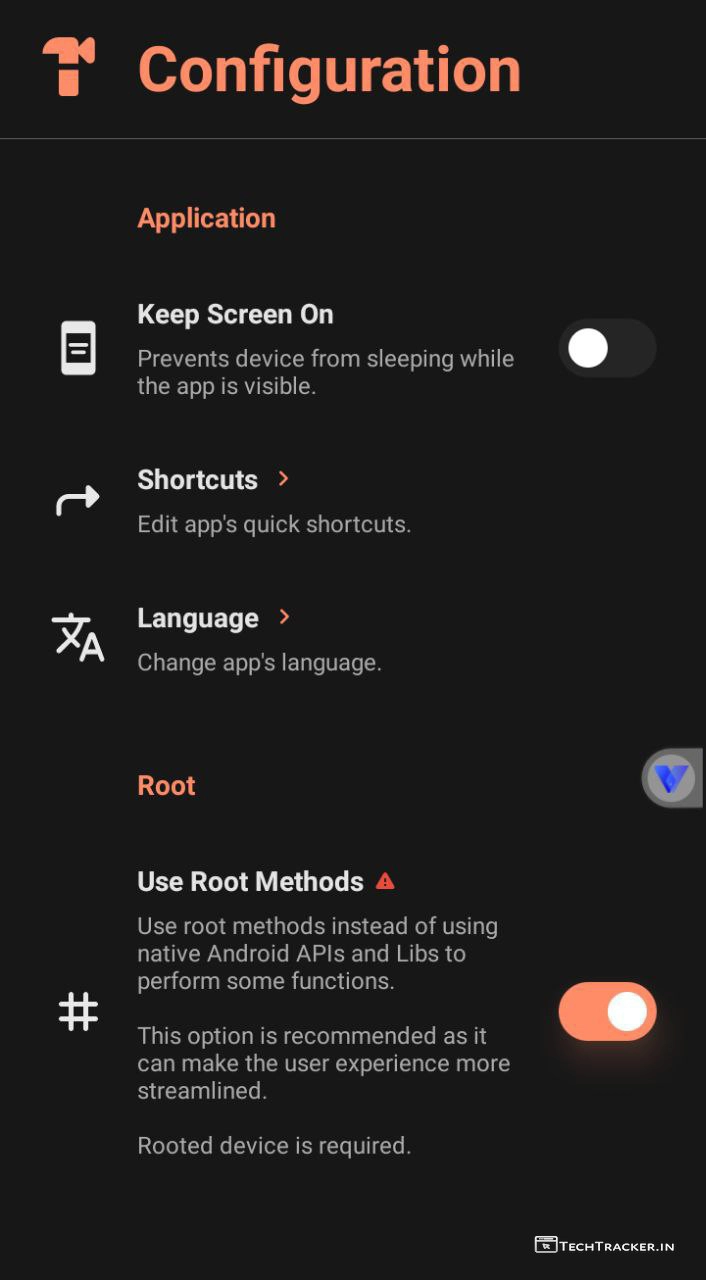 Configuration
Application
Keep Screen On
Prevents device from sleeping while
the app is visible.
Shortcuts
Edit app's quick shortcuts.
Language
Change app's language.
Root
Use Root Methods
Use root methods instead of using
native Android APIs and Libs to
perform some functions.
This option is recommended as it
can make the user experience more
streamlined.
Rooted device is required.
TechTracker.in